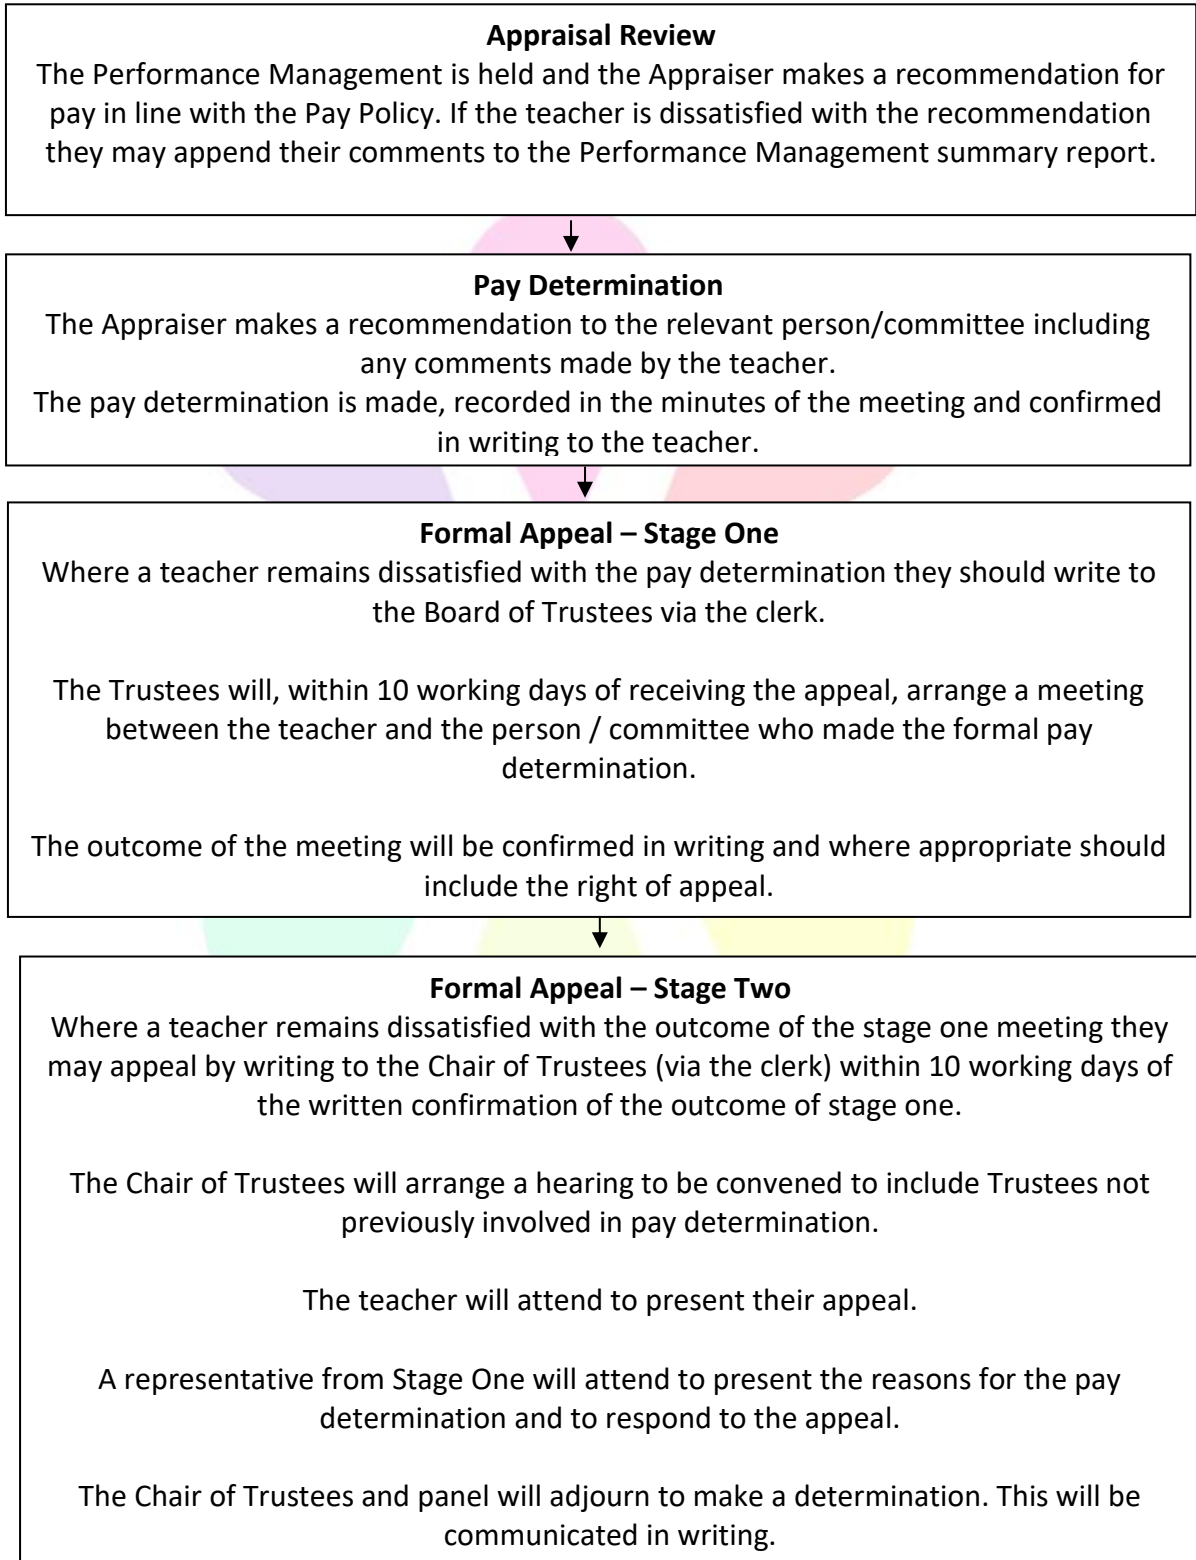 Appraisal Review
The Performance Management is held and the Appraiser makes a recommendation for
pay in line with the Pay Policy. If the teacher is dissatisfied with the recommendation
they may append their comments to the Performance Management summary report.
Pay Determination
The Appraiser makes a recommendation to the relevant person/committee including
any comments made by the teacher.
The pay determination is made, recorded in the minutes of the meeting and confirmed
in writing to the teacher.
Formal Appeal – Stage One
Where a teacher remains dissatisfied with the pay determination they should write to
the Board of Trustees via the clerk.
The Trustees will, within 10 working days of receiving the appeal, arrange a meeting
between the teacher and the person / committee who made the formal pay
determination.
The outcome of the meeting will be confirmed in writing and where appropriate should
include the right of appeal.
Formal Appeal – Stage Two
Where a teacher remains dissatisfied with the outcome of the stage one meeting they
may appeal by writing to the Chair of Trustees (via the clerk) within 10 working days of
the written confirmation of the outcome of stage one.
The Chair of Trustees will arrange a hearing to be convened to include Trustees not
previously involved in pay determination.
The teacher will attend to present their appeal.
A representative from Stage One will attend to present the reasons for the pay
determination and to respond to the appeal.
The Chair of Trustees and panel will adjourn to make a determination. This will be
communicated in writing.